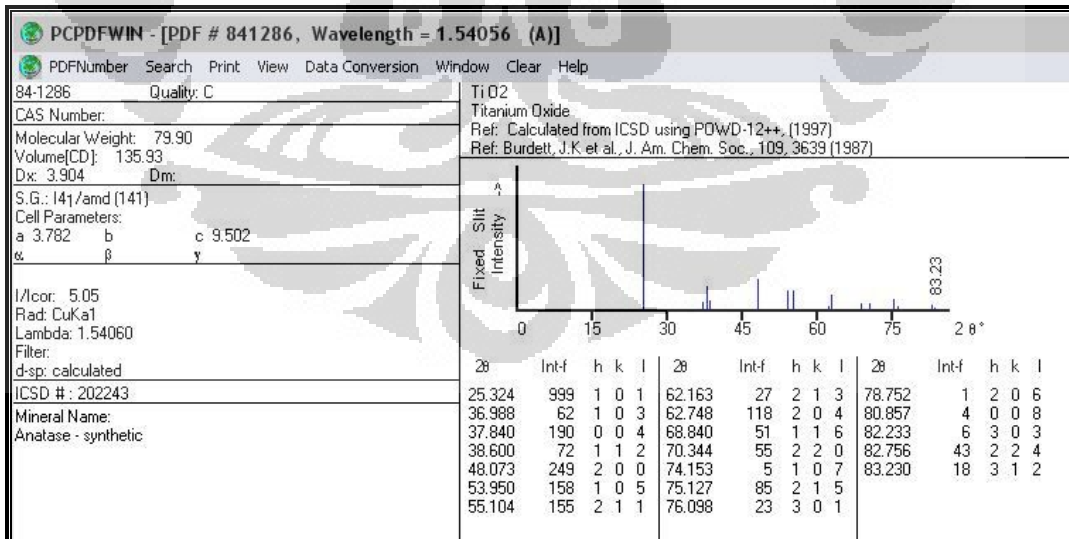 PCPDFWIN - [PDF # 841286, Wavelength = 1.54056 (A)]
PDFNumber Search Print View Data Conversion Window Clear Help
84-1286 Quality: C
CAS Number:
Molecular Weight: 79.90
Volume[CD]: 135.93
Dx: 3.904 Dm:
S.G.: I41/amd (141)
Cell Parameters:
a 3.782 b c 9.502
α β γ
I/Icor: 5.05
Rad: CuKa1
Lambda: 1.54060
Filter:
d-sp: calculated
ICSD # : 202243
Mineral Name:
Anatase - synthetic
Ti O2
Titanium Oxide
Ref: Calculated from ICSD using POWD-12++, (1997)
Ref: Burdett, J.K et al., J. Am. Chem. Soc., 109, 3639 (1987)
Fixed Slit
Intensity ->
83.23
0 15 30 45 60 75 2 θ°
2θ Int-f h k l 2θ Int-f h k l 2θ Int-f h k l
25.324 999 1 0 1 62.163 27 2 1 3 78.752 1 2 0 6
36.988 62 1 0 3 62.748 118 2 0 4 80.857 4 0 0 8
37.840 190 0 0 4 68.840 51 1 1 6 82.233 6 3 0 3
38.600 72 1 1 2 70.344 55 2 2 0 82.756 43 2 2 4
48.073 249 2 0 0 74.153 5 1 0 7 83.230 18 3 1 2
53.950 158 1 0 5 75.127 85 2 1 5
55.104 155 2 1 1 76.098 23 3 0 1